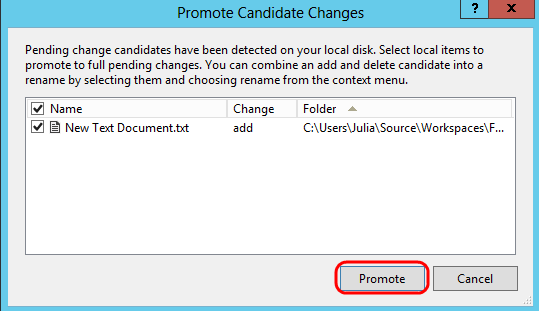 Promote Candidate Changes
?
Pending change candidates have been detected on your local disk. Select local items to
promote to full pending changes. You can combine an add and delete candidate into a
rename by selecting them and choosing rename from the context menu.
Name Change Folder
New Text Document.txt add C:\Users\Julia\Source\Workspaces\F...
Promote Cancel